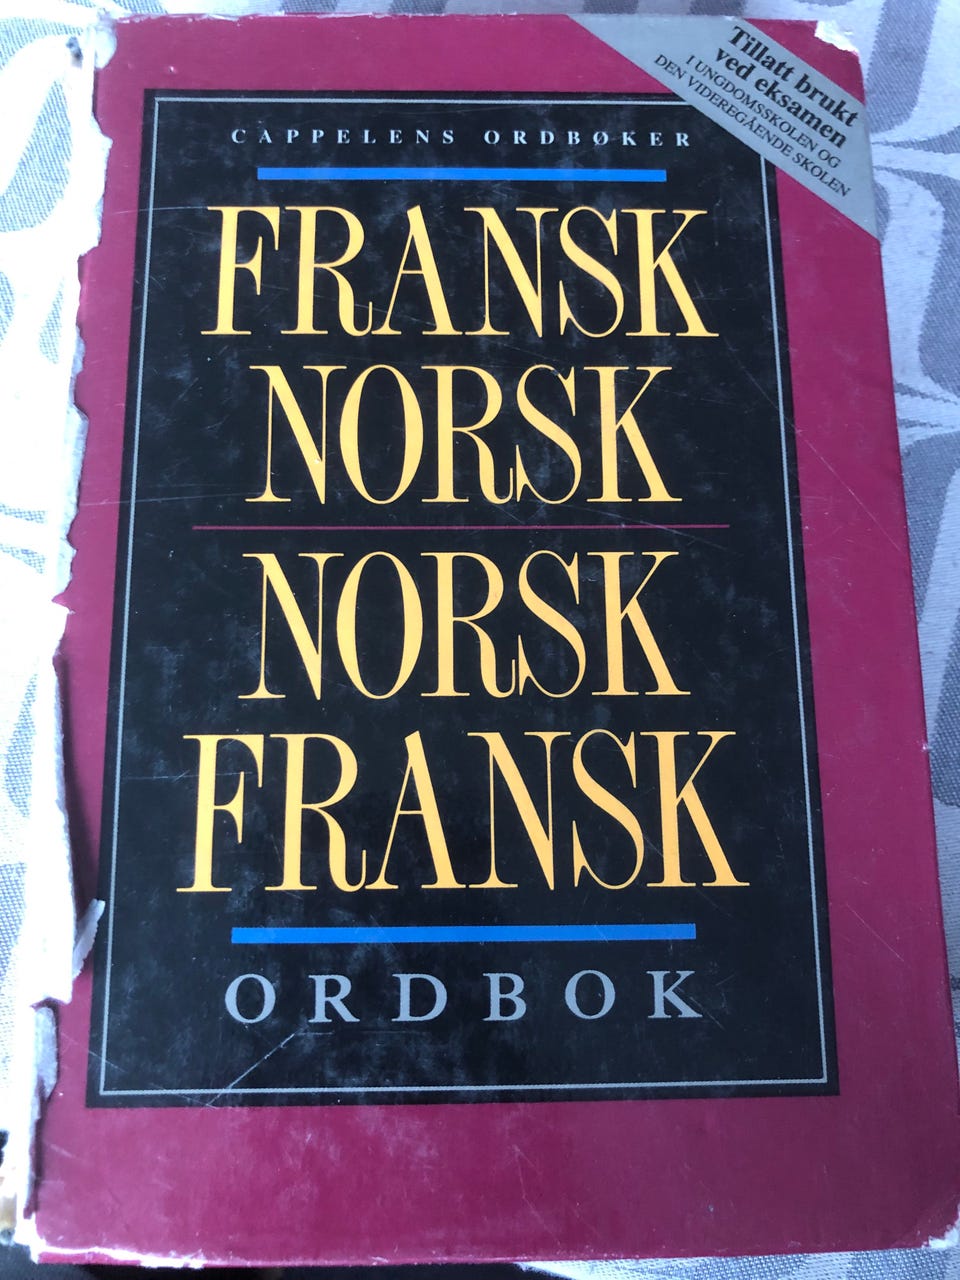 Tillatt brukt
ved eksamen
I UNGDOMSSKOLEN OG
DEN VIDEREGÅENDE SKOLEN
CAPPELENS ORDBØKER
FRANSK
NORSK
NORSK
FRANSK
ORDBOK